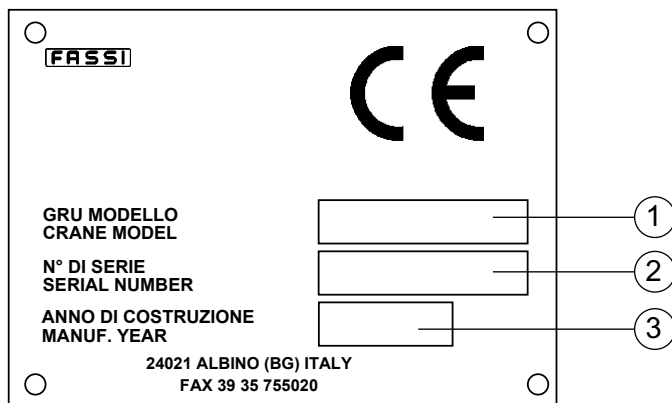 FASSI
CE
GRU MODELLO
CRANE MODEL
1
N° DI SERIE
SERIAL NUMBER
2
ANNO DI COSTRUZIONE
MANUF. YEAR
3
24021 ALBINO (BG) ITALY
FAX 39 35 755020